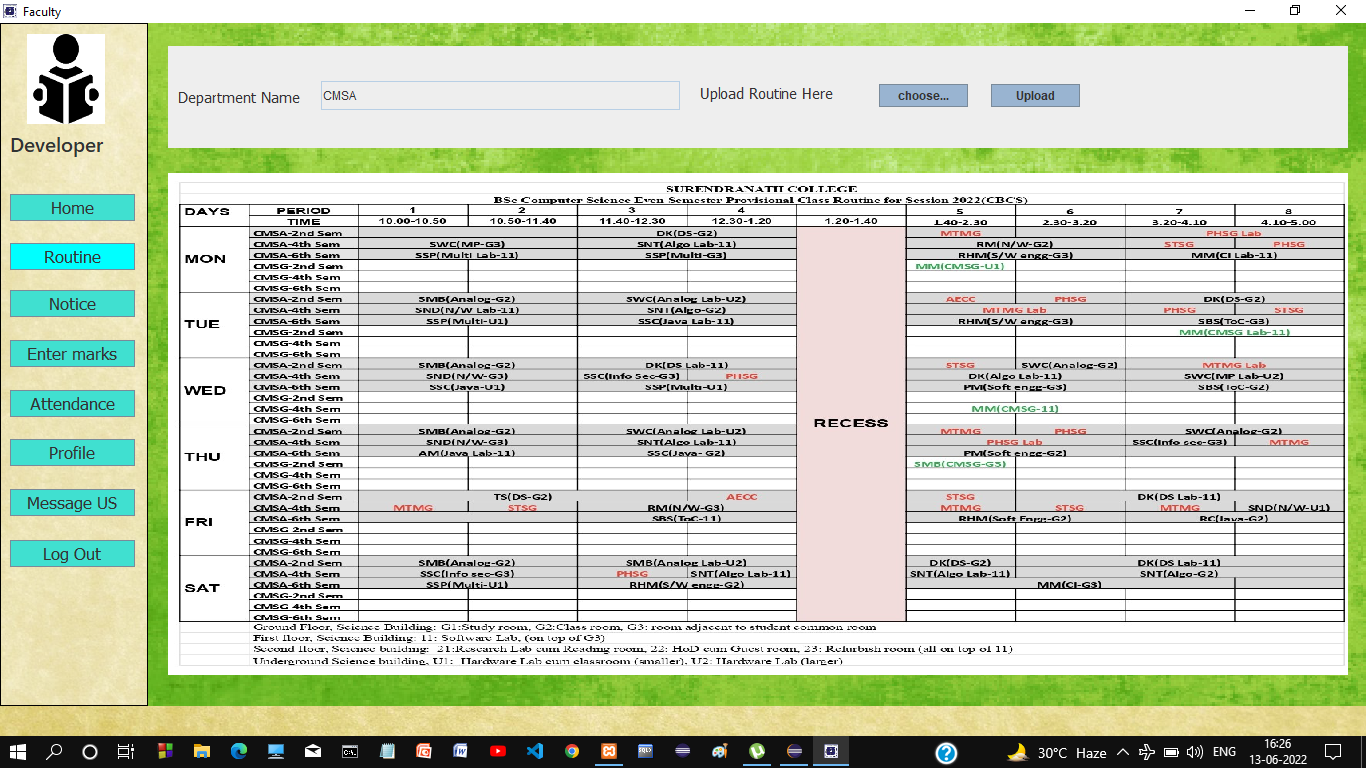 Faculty
Developer
Home
Routine
Notice
Enter marks
Attendance
Profile
Message US
Log Out
Department Name CMSA Upload Routine Here choose... Upload
SURENDRANATH COLLEGE
BSc Computer Science Even Semester Provisional Class Routine for Session 2022(CBCS)
DAYS PERIOD 1 2 3 4 5 6 7 8
TIME 10.00-10.50 10.50-11.40 11.40-12.30 12.30-1.20 1.20-1.40 1.40-2.30 2.30-3.20 3.20-4.10 4.10-5.00
RECESS
MON
CMSA-2nd Sem DK(DS-G2) MTMG PHSG Lab
CMSA-4th Sem SWC(MP-G3) SNT(Algo Lab-11) RM(N/W-G2) STSG PHSG
CMSA-6th Sem SSP(Multi Lab-11) SSP(Multi-G3) RHM(S/W engg-G3) MM(CI Lab-11)
CMSG-2nd Sem MM(CMSG-U1)
CMSG-4th Sem
CMSG-6th Sem
TUE
CMSA-2nd Sem SMB(Analog-G2) SWC(Analog Lab-U2) AECC PHSG DK(DS-G2)
CMSA-4th Sem SND(N/W Lab-11) SNT(Algo-G2) MTMG Lab PHSG STSG
CMSA-6th Sem SSP(Multi-U1) SSC(Java Lab-11) RHM(S/W engg-G3) SBS(ToC-G3)
CMSG-2nd Sem MM(CMSG Lab-11)
CMSG-4th Sem
CMSG-6th Sem
WED
CMSA-2nd Sem SMB(Analog-G2) DK(DS Lab-11) STSG SWC(Analog-G2) MTMG Lab
CMSA-4th Sem SND(N/W-G3) SSC(Info Sec-G3) PHSG DK(Algo Lab-11) SWC(MP Lab-U2)
CMSA-6th Sem SSC(Java-U1) SSP(Multi-U1) PM(Soft engg-G3) SBS(ToC-G2)
CMSG-2nd Sem
CMSG-4th Sem MM(CMSG-11)
CMSG-6th Sem
THU
CMSA-2nd Sem SMB(Analog-G2) SWC(Analog Lab-U2) MTMG PHSG SWC(Analog-G2)
CMSA-4th Sem SND(N/W-G3) SNT(Algo Lab-11) PHSG Lab SSC(Info sec-G3) MTMG
CMSA-6th Sem AM(Java Lab-11) SSC(Java- G2) PM(Soft engg-G2)
CMSG-2nd Sem SMB(CMSG-G3)
CMSG-4th Sem
CMSG-6th Sem
FRI
CMSA-2nd Sem TS(DS-G2) AECC STSG DK(DS Lab-11)
CMSA-4th Sem MTMG STSG RM(N/W-G3) MTMG STSG MTMG SND(N/W-U1)
CMSA-6th Sem SBS(ToC-11) RHM(Soft Engg-G2) RC(Java-G2)
CMSG-2nd Sem
CMSG-4th Sem
CMSG-6th Sem
SAT
CMSA-2nd Sem SMB(Analog-G2) SMB(Analog Lab-U2) DK(DS-G2) DK(DS Lab-11)
CMSA-4th Sem SSC(Info sec-G3) PHSG SNT(Algo Lab-11) SNT(Algo Lab-11) SNT(Algo-G2)
CMSA-6th Sem SSP(Multi-U1) RHM(S/W engg-G2) MM(CI-G3)
CMSG-2nd Sem
CMSG-4th Sem
CMSG-6th Sem
Ground Floor, Science Building: G1:Study room, G2:Class room, G3: room adjacent to student common room
First floor, Science Building: 11: Software Lab, (on top of G3)
Second floor, Science building: 21:Research Lab cum Reading room, 22: HoD cum Guest room, 23: Refurbish room (all on top of 11)
Underground Science building, U1: Hardware Lab cum classroom (smaller), U2: Hardware Lab (larger)
30°C Haze ENG 16:26
13-06-2022